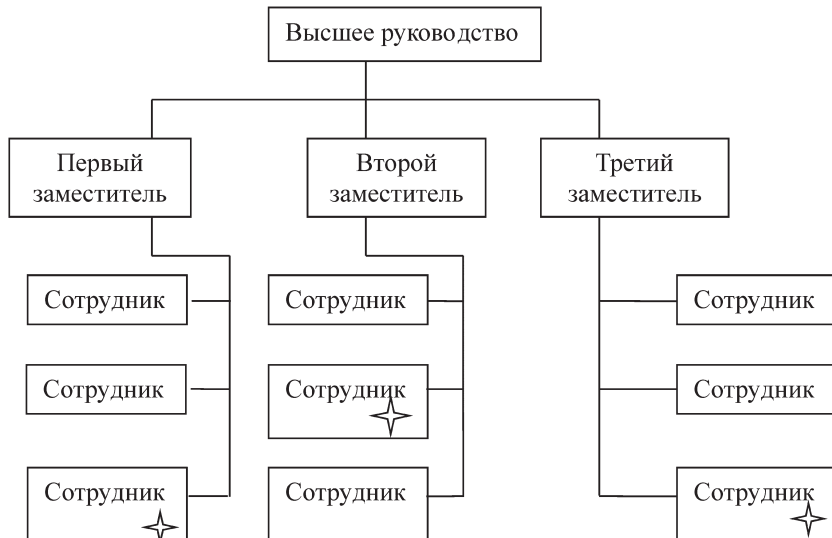 Высшее руководство
Первый
заместитель
Второй
заместитель
Третий
заместитель
Сотрудник
Сотрудник
Сотрудник
Сотрудник
Сотрудник
Сотрудник
Сотрудник
Сотрудник
Сотрудник